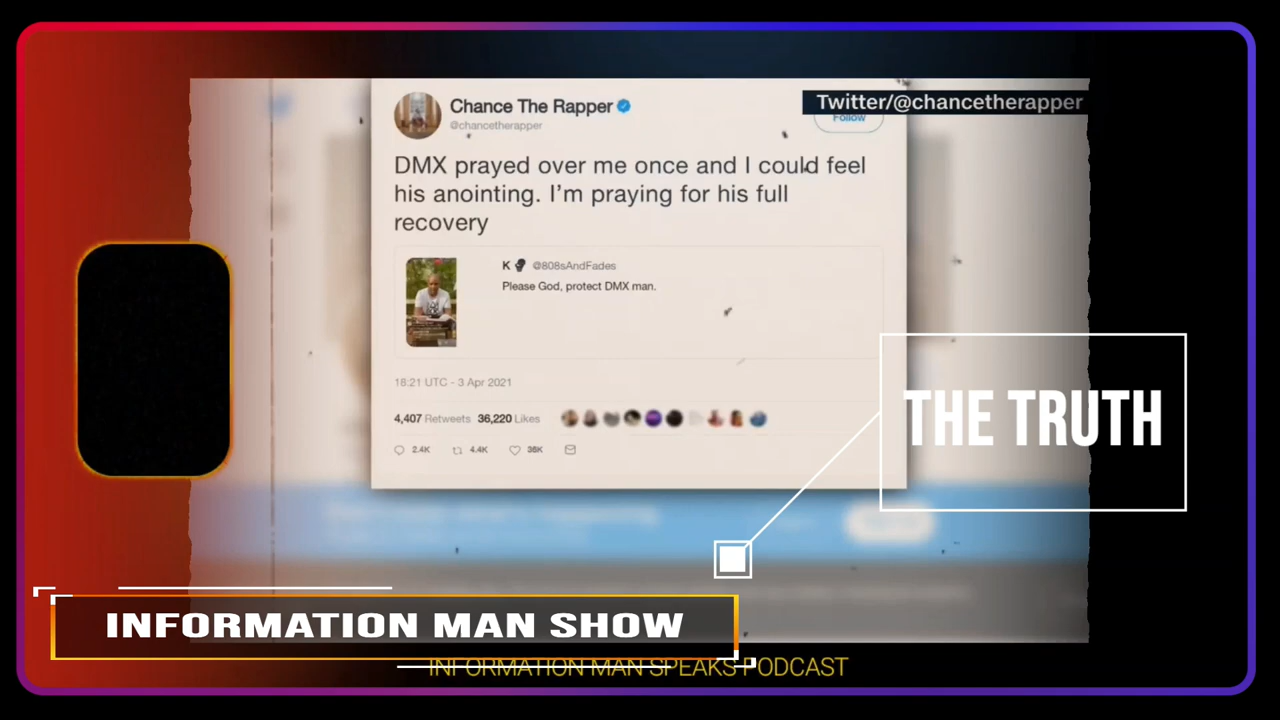 Chance The Rapper
@chancetherapper
Twitter/@chancetherapper
Follow
DMX prayed over me once and I could feel
his anointing. I'm praying for his full
recovery
K @808sAndFades
Please God, protect DMX man.
18:21 UTC - 3 Apr 2021
4,407 Retweets 36,220 Likes
2.4K 4.4K 36K
THE TRUTH
INFORMATION MAN SHOW
INFORMATION MAN SPEAKS PODCAST